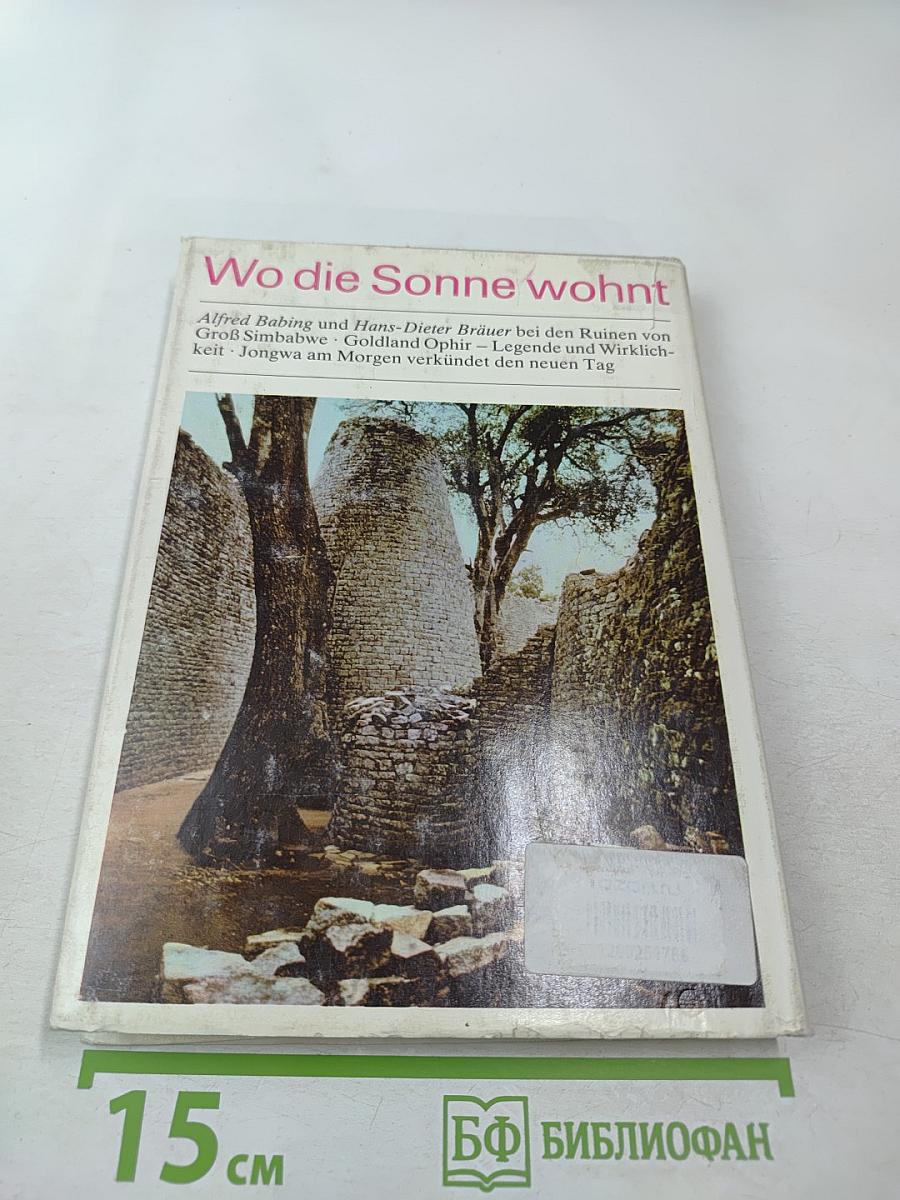 Wo die Sonne wohnt
Alfred Babing und Hans-Dieter Bräuer bei den Ruinen von
Groß Simbabwe · Goldland Ophir – Legende und Wirklich-
keit · Jongwa am Morgen verkündet den neuen Tag
15 см
БФ БИБЛИОФАН